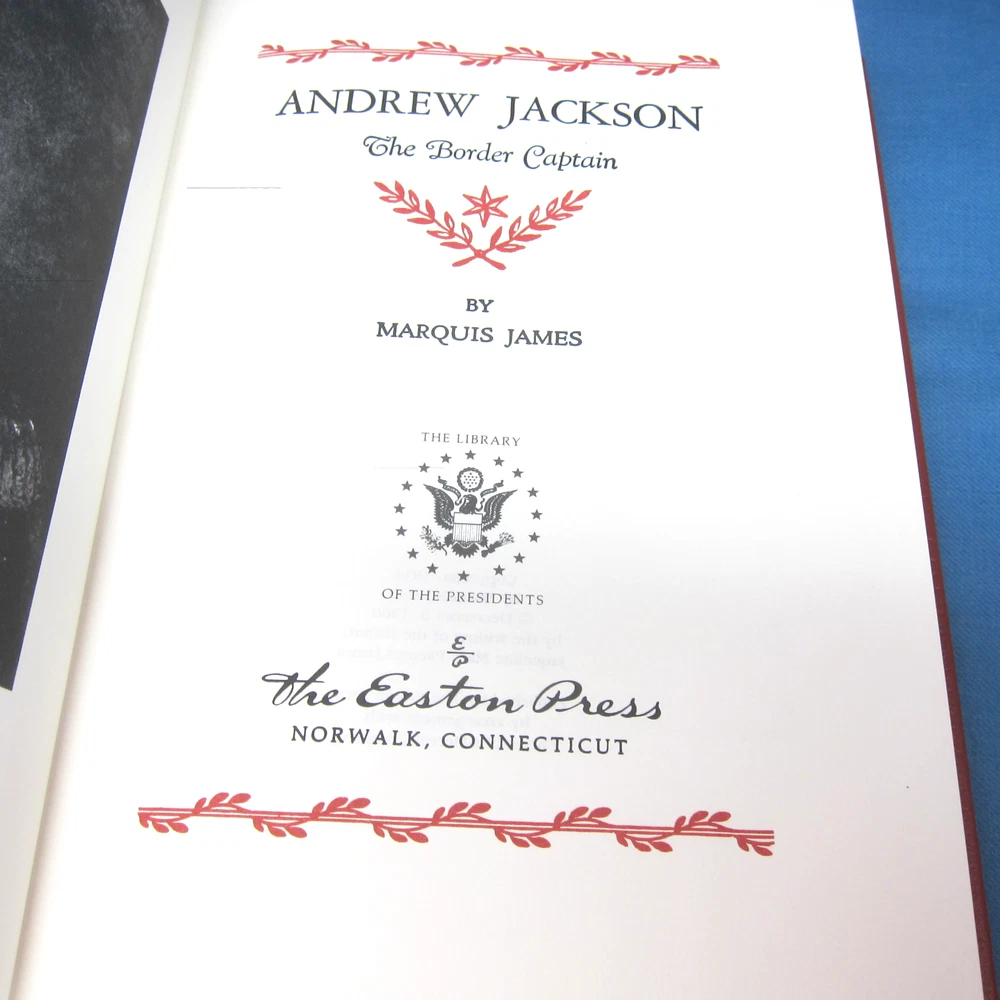 ANDREW JACKSON
The Border Captain
BY
MARQUIS JAMES
THE LIBRARY
OF THE PRESIDENTS
The Easton Press
NORWALK, CONNECTICUT